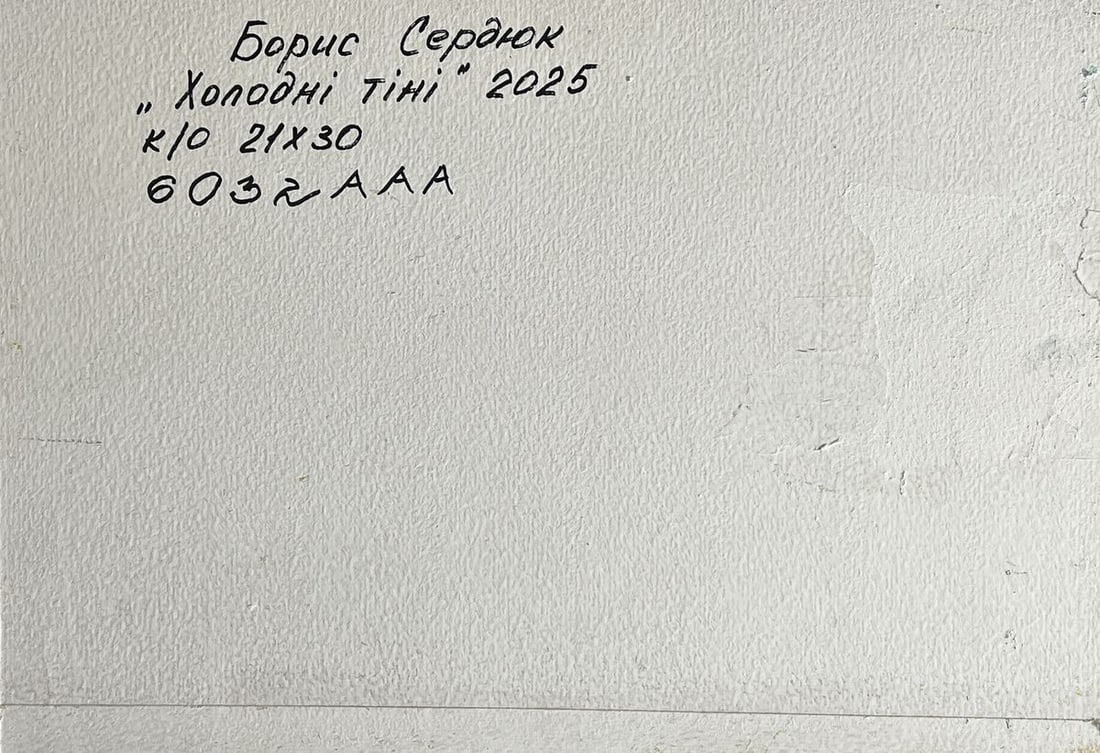 Борис Сердюк
„Холодні тіні" 2025
к/о 21х30
6032ААА